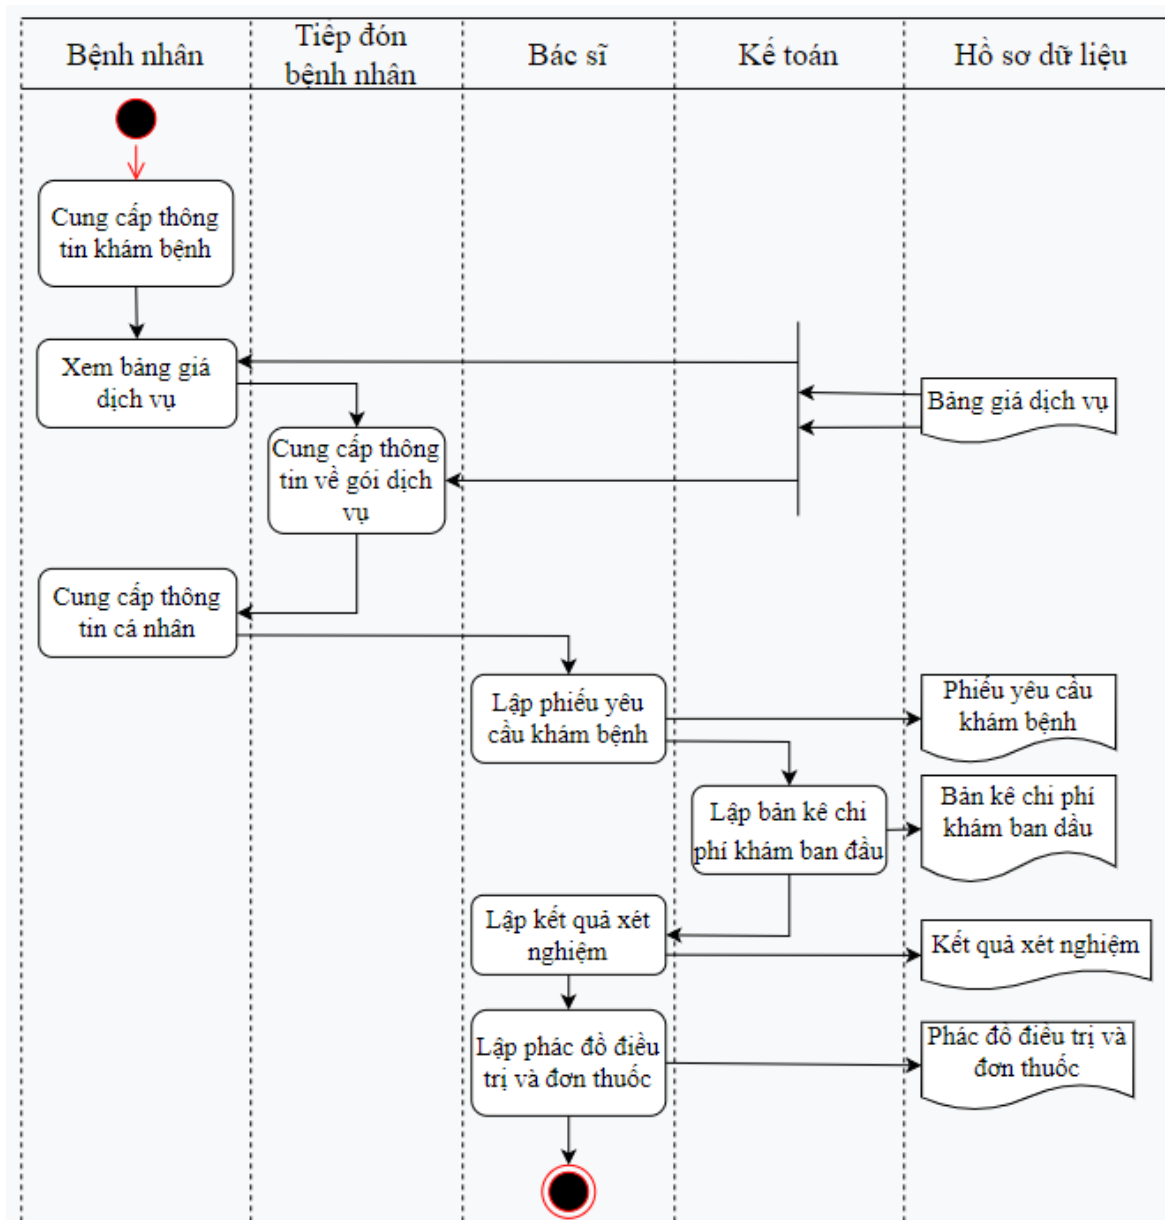 Bệnh nhân
Tiếp đón
bệnh nhân
Bác sĩ
Kế toán
Hồ sơ dữ liệu
Cung cấp thông
tin khám bệnh
Xem bảng giá
dịch vụ
Bảng giá dịch vụ
Cung cấp thông
tin về gói dịch
vụ
Cung cấp thông
tin cá nhân
Lập phiếu yêu
cầu khám bệnh
Phiếu yêu cầu
khám bệnh
Lập bản kê chi
phí khám ban đầu
Bản kê chi phí
khám ban dầu
Lập kết quả xét
nghiệm
Kết quả xét nghiệm
Lập phác đồ điều
trị và đơn thuốc
Phác đồ điều trị và
đơn thuốc